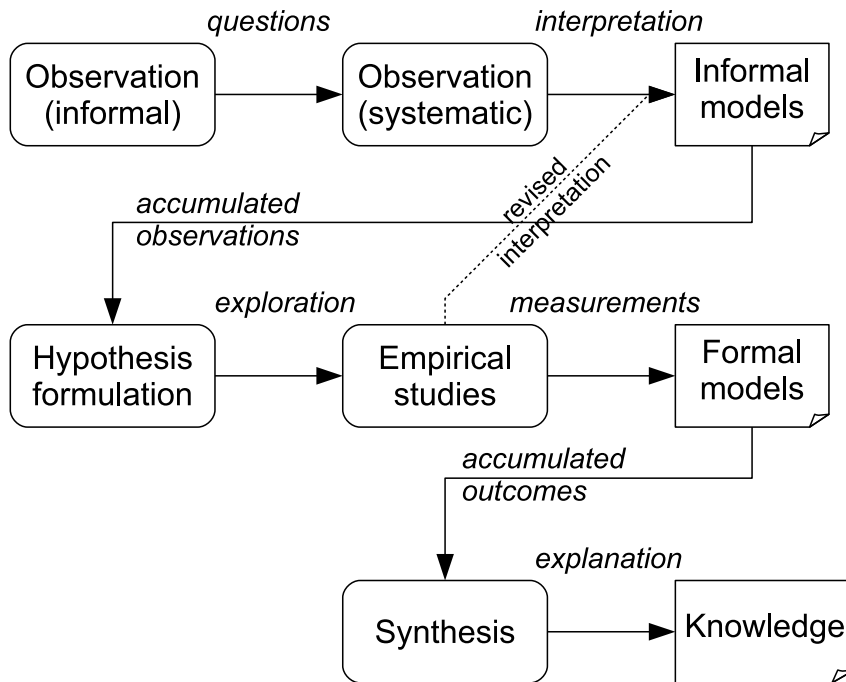 questions
interpretation
Observation
(informal)
Observation
(systematic)
Informal
models
revised
interpretation
accumulated
observations
exploration
measurements
Hypothesis
formulation
Empirical
studies
Formal
models
accumulated
outcomes
explanation
Synthesis
Knowledge